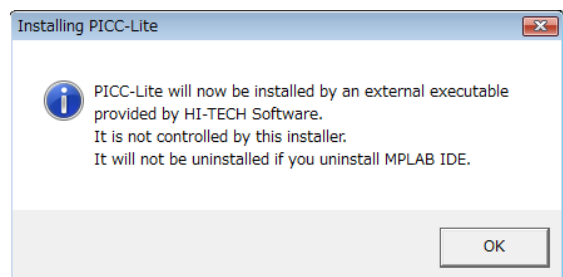 Installing PICC-Lite
PICC-Lite will now be installed by an external executable
provided by HI-TECH Software.
It is not controlled by this installer.
It will not be uninstalled if you uninstall MPLAB IDE.
OK